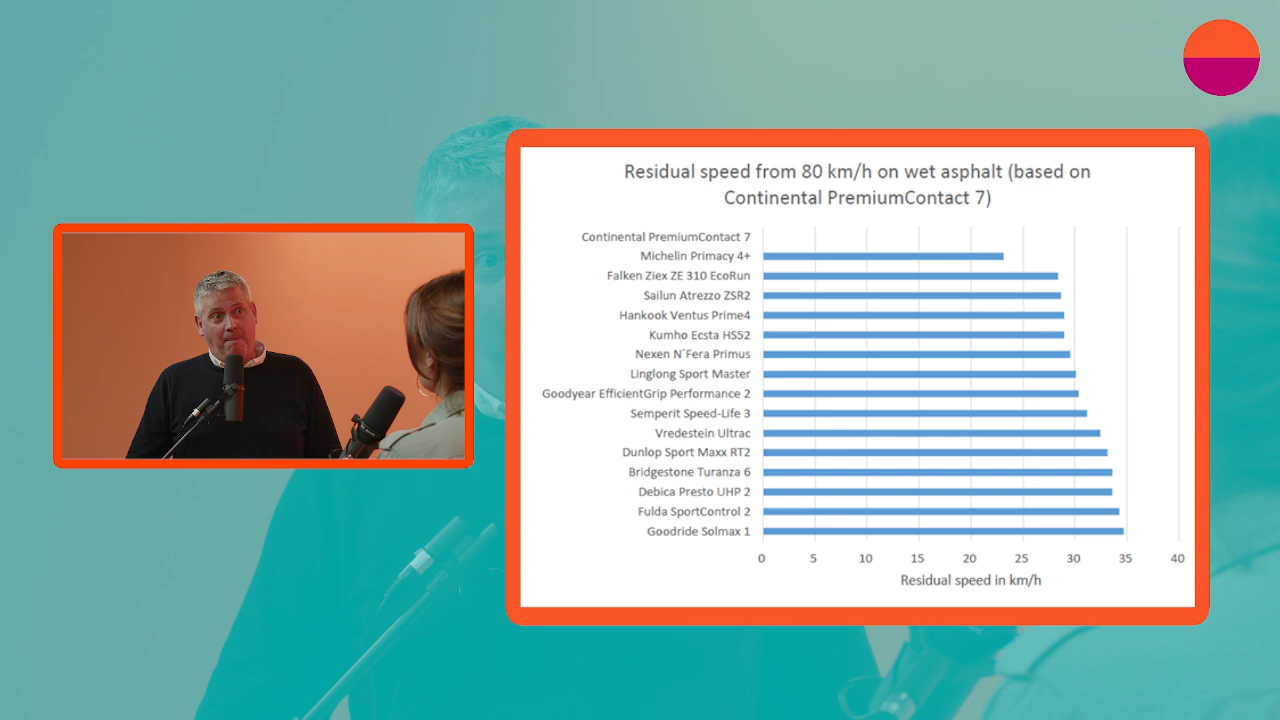 Residual speed from 80 km/h on wet asphalt (based on
Continental PremiumContact 7)
Continental PremiumContact 7
Michelin Primacy 4+
Falken Ziex ZE 310 EcoRun
Sailun Atrezzo ZSR2
Hankook Ventus Prime4
Kumho Ecsta HS52
Nexen N´Fera Primus
Linglong Sport Master
Goodyear EfficientGrip Performance 2
Semperit Speed-Life 3
Vredestein Ultrac
Dunlop Sport Maxx RT2
Bridgestone Turanza 6
Debica Presto UHP 2
Fulda SportControl 2
Goodride Solmax 1
0 5 10 15 20 25 30 35 40
Residual speed in km/h